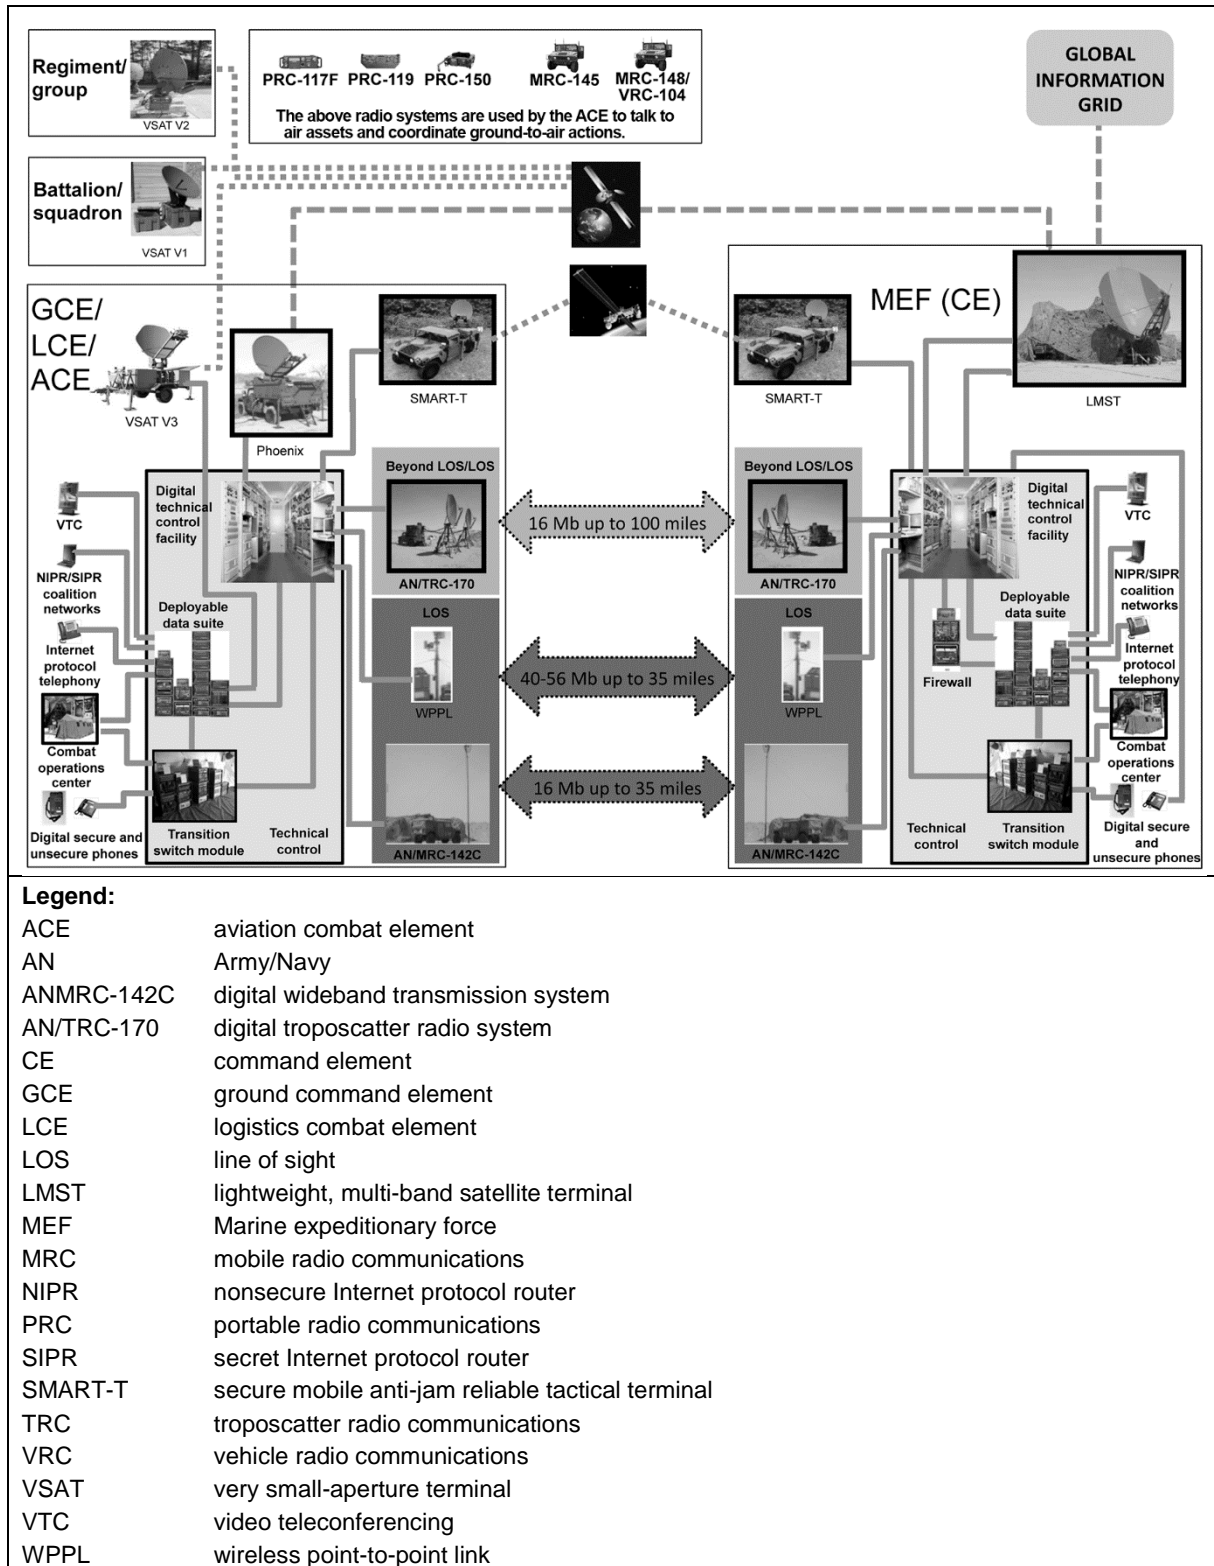 Regiment/
group
VSAT V2
PRC-117F PRC-119 PRC-150 MRC-145 MRC-148/
VRC-104
The above radio systems are used by the ACE to talk to
air assets and coordinate ground-to-air actions.
GLOBAL
INFORMATION
GRID
Battalion/
squadron
VSAT V1
GCE/
LCE/
ACE
VSAT V3
Phoenix
SMART-T
SMART-T
MEF (CE)
LMST
VTC
NIPR/SIPR
coalition
networks
Internet
protocol
telephony
Combat
operations
center
Digital secure and
unsecure phones
Digital
technical
control
facility
Deployable
data suite
Transition
switch module
Technical
control
Beyond LOS/LOS
AN/TRC-170
LOS
WPPL
AN/MRC-142C
16 Mb up to 100 miles
40-56 Mb up to 35 miles
16 Mb up to 35 miles
Beyond LOS/LOS
AN/TRC-170
LOS
WPPL
AN/MRC-142C
Digital
technical
control
facility
Deployable
data suite
Firewall
Technical
control
Transition
switch module
VTC
NIPR/SIPR
coalition
networks
Internet
protocol
telephony
Combat
operations
center
Digital secure
and
unsecure phones
Legend:
ACE aviation combat element
AN Army/Navy
ANMRC-142C digital wideband transmission system
AN/TRC-170 digital troposcatter radio system
CE command element
GCE ground command element
LCE logistics combat element
LOS line of sight
LMST lightweight, multi-band satellite terminal
MEF Marine expeditionary force
MRC mobile radio communications
NIPR nonsecure Internet protocol router
PRC portable radio communications
SIPR secret Internet protocol router
SMART-T secure mobile anti-jam reliable tactical terminal
TRC troposcatter radio communications
VRC vehicle radio communications
VSAT very small-aperture terminal
VTC video teleconferencing
WPPL wireless point-to-point link